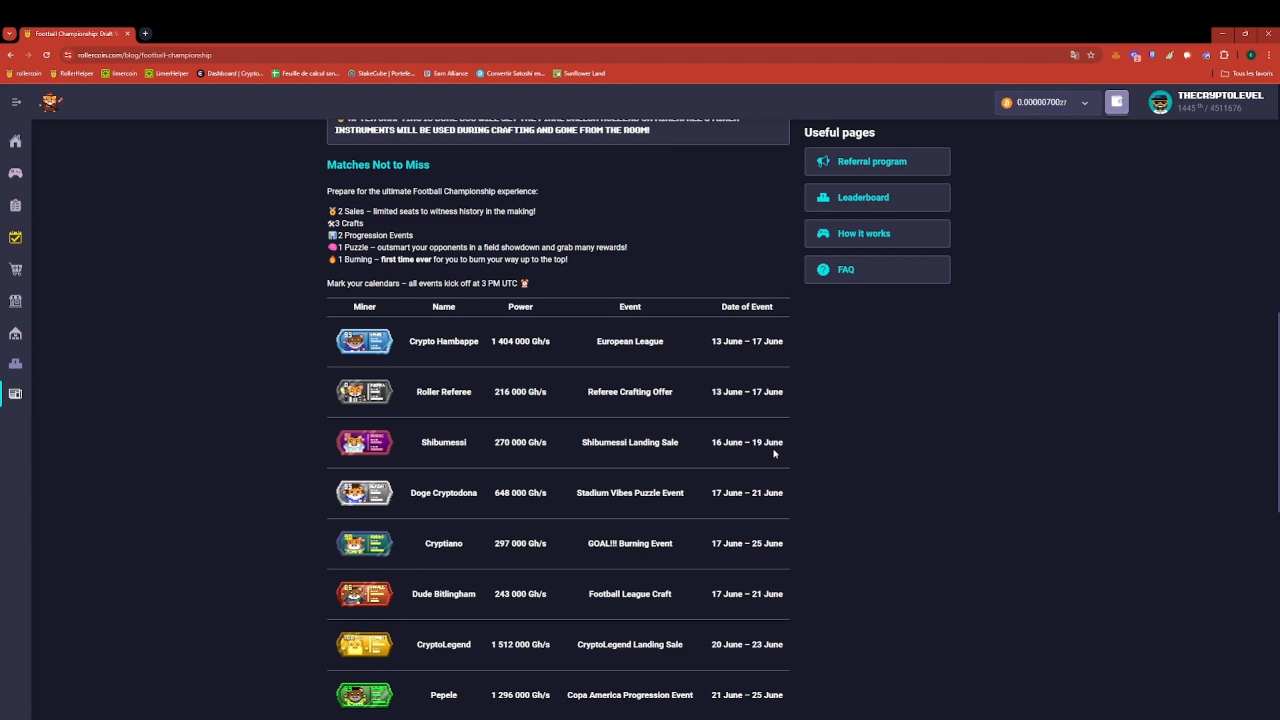 Football Championship: Draft
rollercoin.com/blog/football-championship
rollercoin
RollerHelper
limercoin
LimerHelper
Dashboard | Crypto...
Feuille de calcul san...
StakeCube | Portele...
Earn Alliance
Convertir Satoshi en...
Sunflower Land
Tous les favoris
0.0000070027
THECRYPTOLEVEL
1445 th / 4511676
INSTRUMENTS WILL BE USED DURING CRAFTING AND GONE FROM THE ROOM!
Matches Not to Miss
Prepare for the ultimate Football Championship experience:
🥇2 Sales – limited seats to witness history in the making!
🛠3 Crafts
📊2 Progression Events
🧠1 Puzzle – outsmart your opponents in a field showdown and grab many rewards!
🔥1 Burning – first time ever for you to burn your way up to the top!
Mark your calendars – all events kick off at 3 PM UTC ⏰
Miner Name Power Event Date of Event
Crypto Hambappe 1 404 000 Gh/s European League 13 June – 17 June
Roller Referee 216 000 Gh/s Referee Crafting Offer 13 June – 17 June
Shibumessi 270 000 Gh/s Shibumessi Landing Sale 16 June – 19 June
Doge Cryptodona 648 000 Gh/s Stadium Vibes Puzzle Event 17 June – 21 June
Cryptiano 297 000 Gh/s GOAL!!! Burning Event 17 June – 25 June
Dude Bitlingham 243 000 Gh/s Football League Craft 17 June – 21 June
CryptoLegend 1 512 000 Gh/s CryptoLegend Landing Sale 20 June – 23 June
Pepele 1 296 000 Gh/s Copa America Progression Event 21 June – 25 June
Useful pages
Referral program
Leaderboard
How it works
FAQ